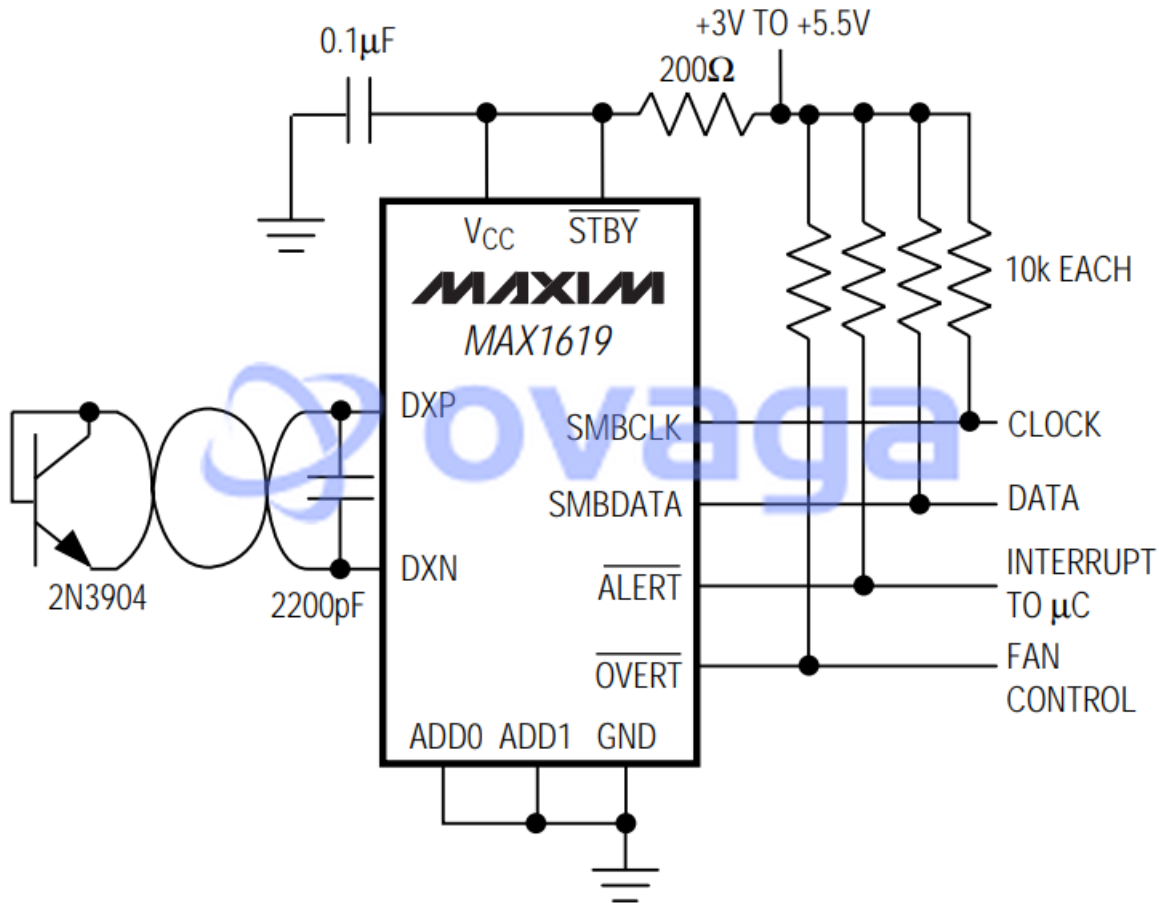 +3V TO +5.5V
0.1μF
200Ω
VCC
STBY
10k EACH
MAXIM
MAX1619
DXP
ovaga
SMBCLK
CLOCK
SMBDATA
DATA
DXN
INTERRUPT
TO μC
ALERT
2N3904
2200pF
OVERT
FAN
CONTROL
ADD0 ADD1 GND